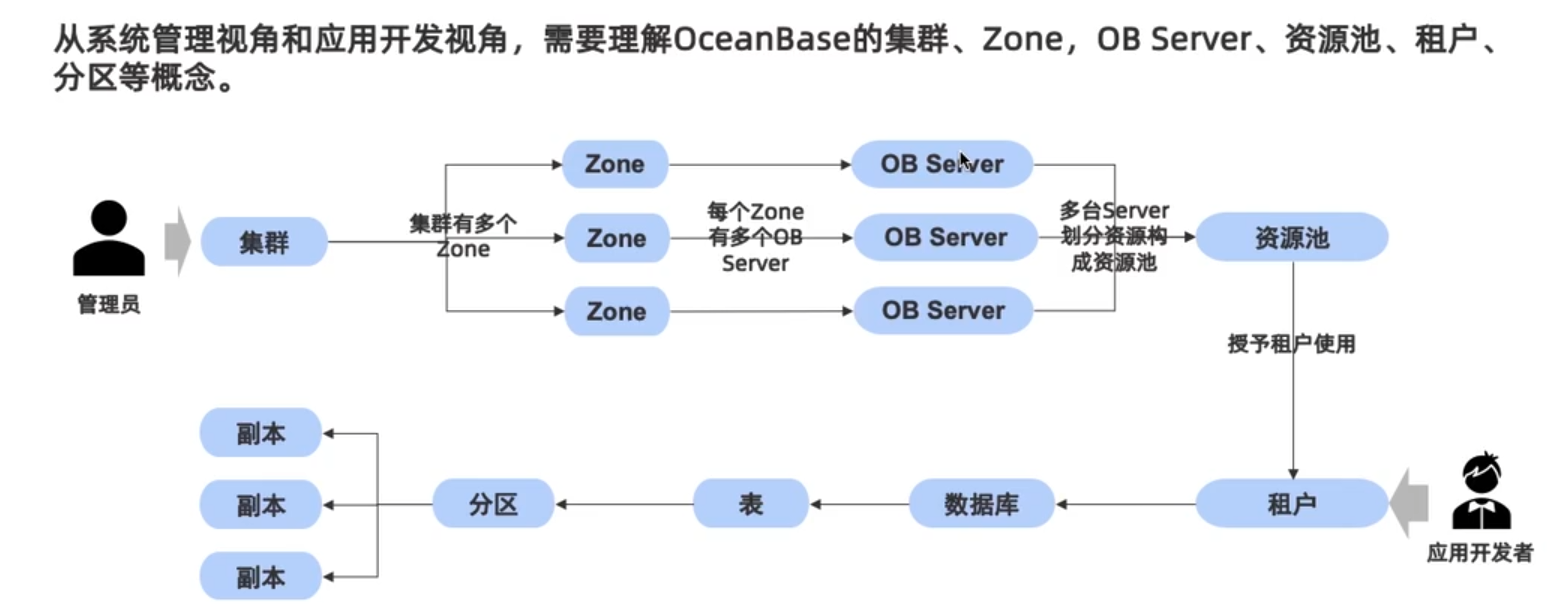 从系统管理视角和应用开发视角，需要理解OceanBase的集群、Zone，OB Server、资源池、租户、
分区等概念。
Zone
OB Server
集群有多个
Zone
每个Zone
有多个OB
Server
多台Server
划分资源构
成资源池
集群
Zone
OB Server
资源池
管理员
Zone
OB Server
授予租户使用
副本
副本
分区
表
数据库
租户
应用开发者
副本